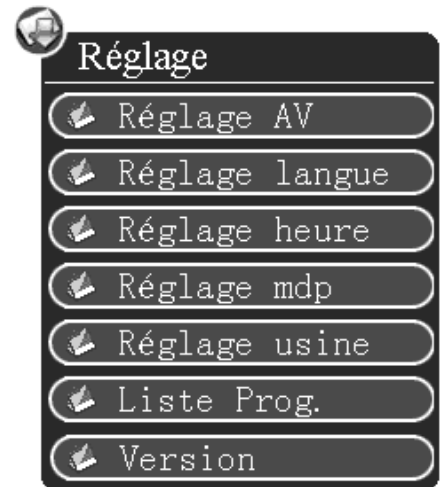 Réglage
Réglage AV
Réglage langue
Réglage heure
Réglage mdp
Réglage usine
Liste Prog.
Version